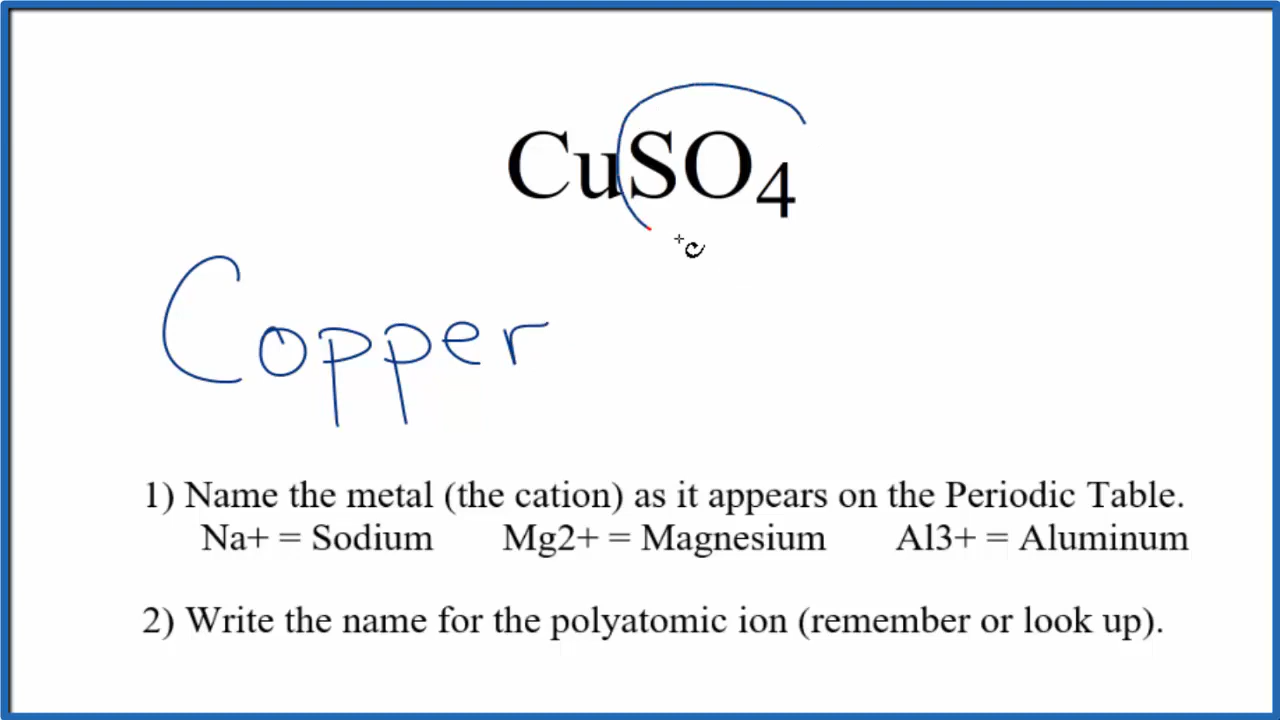 CuSO₄
Copper
1) Name the metal (the cation) as it appears on the Periodic Table.
Na+ = Sodium Mg2+ = Magnesium Al3+ = Aluminum
2) Write the name for the polyatomic ion (remember or look up).